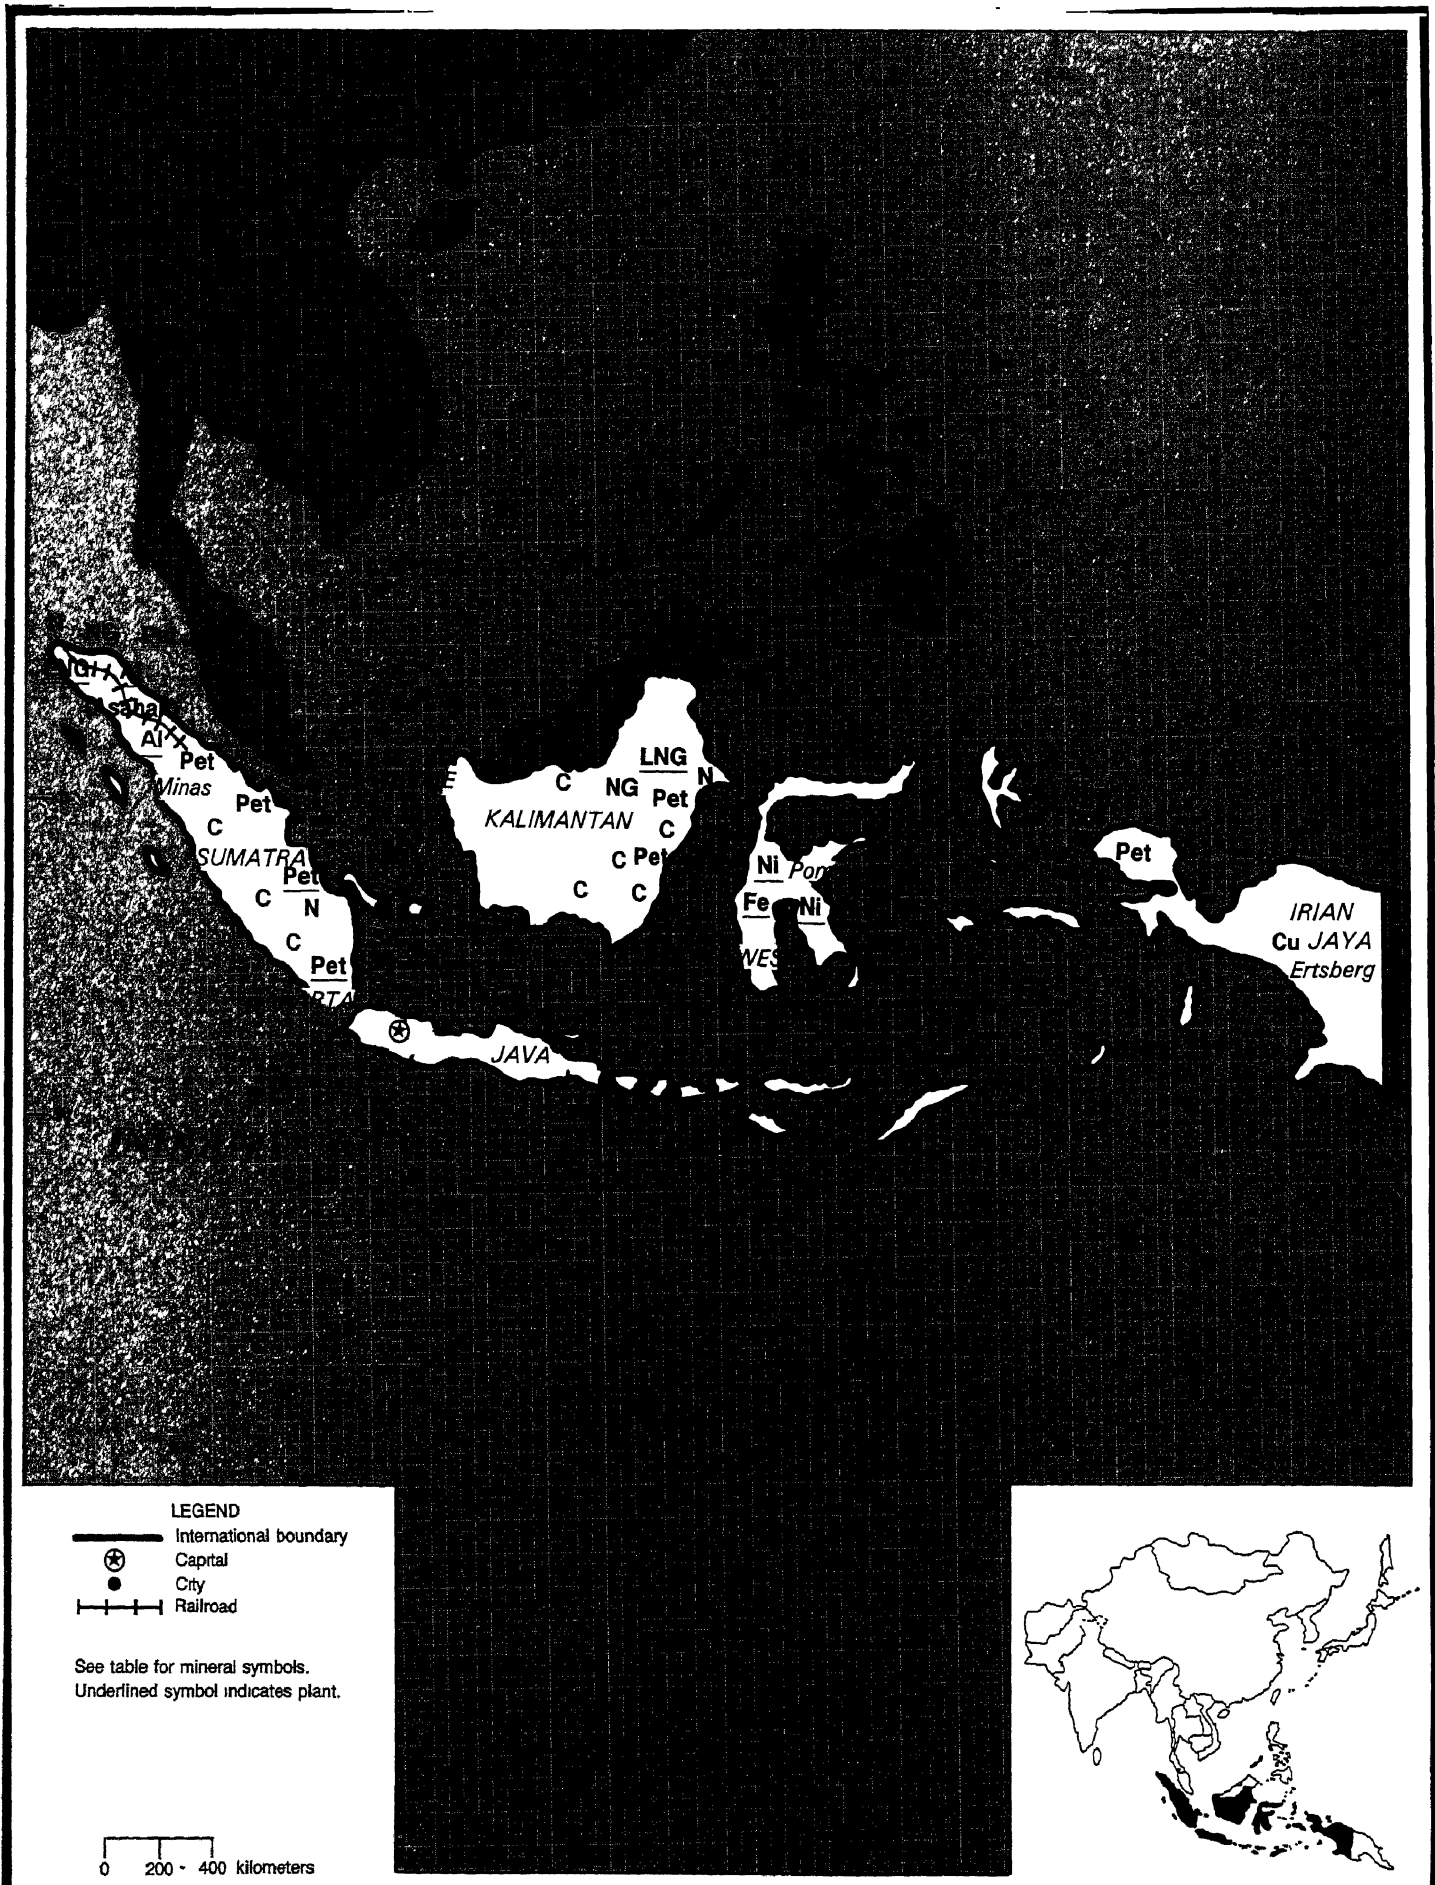 Al
Pet
Minas
Pet
C
SUMATRA
Pet
C
N
C
Pet
LNG
C
NG
N
Pet
KALIMANTAN
C
C Pet
C
C
Ni
Fe
Ni
Pet
IRIAN
Cu JAYA
Ertsberg
JAVA
LEGEND
International boundary
Capital
City
Railroad
See table for mineral symbols.
Underlined symbol indicates plant.
0 200 - 400 kilometers